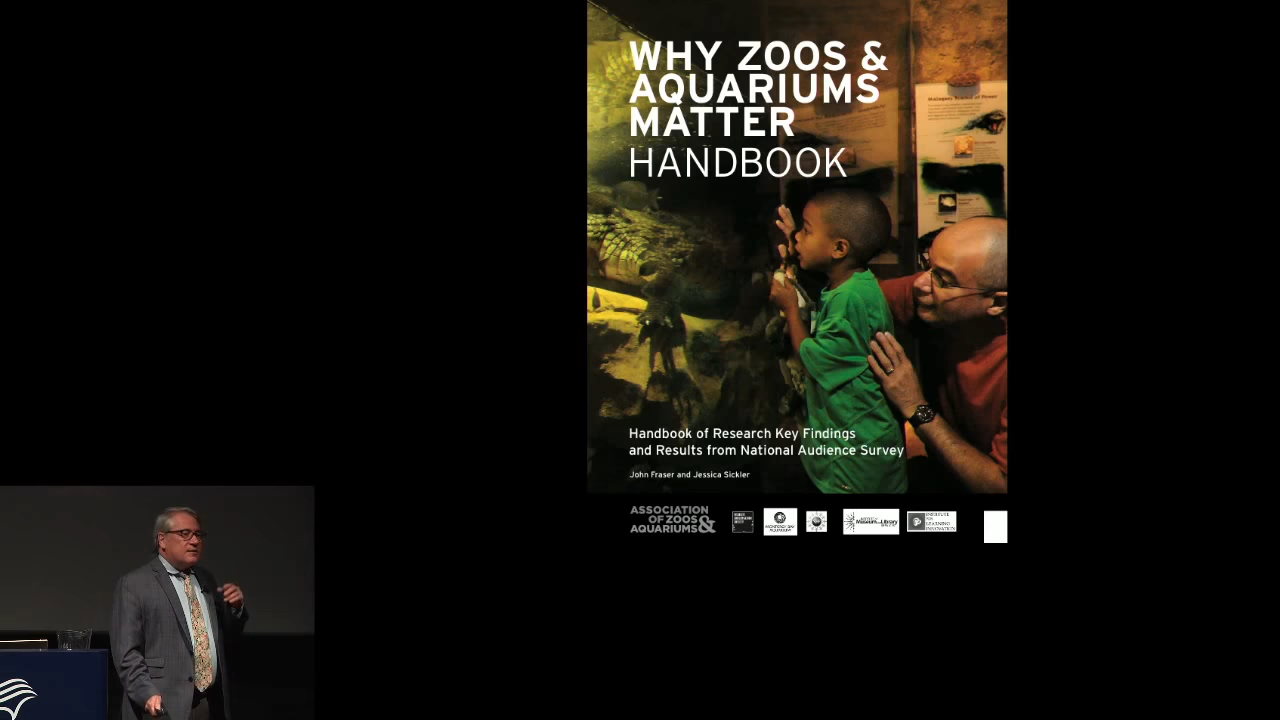 WHY ZOOS &
AQUARIUMS
MATTER
HANDBOOK
Handbook of Research Key Findings
and Results from National Audience Survey
John Fraser and Jessica Sickler
ASSOCIATION
OF ZOOS
AQUARIUMS&